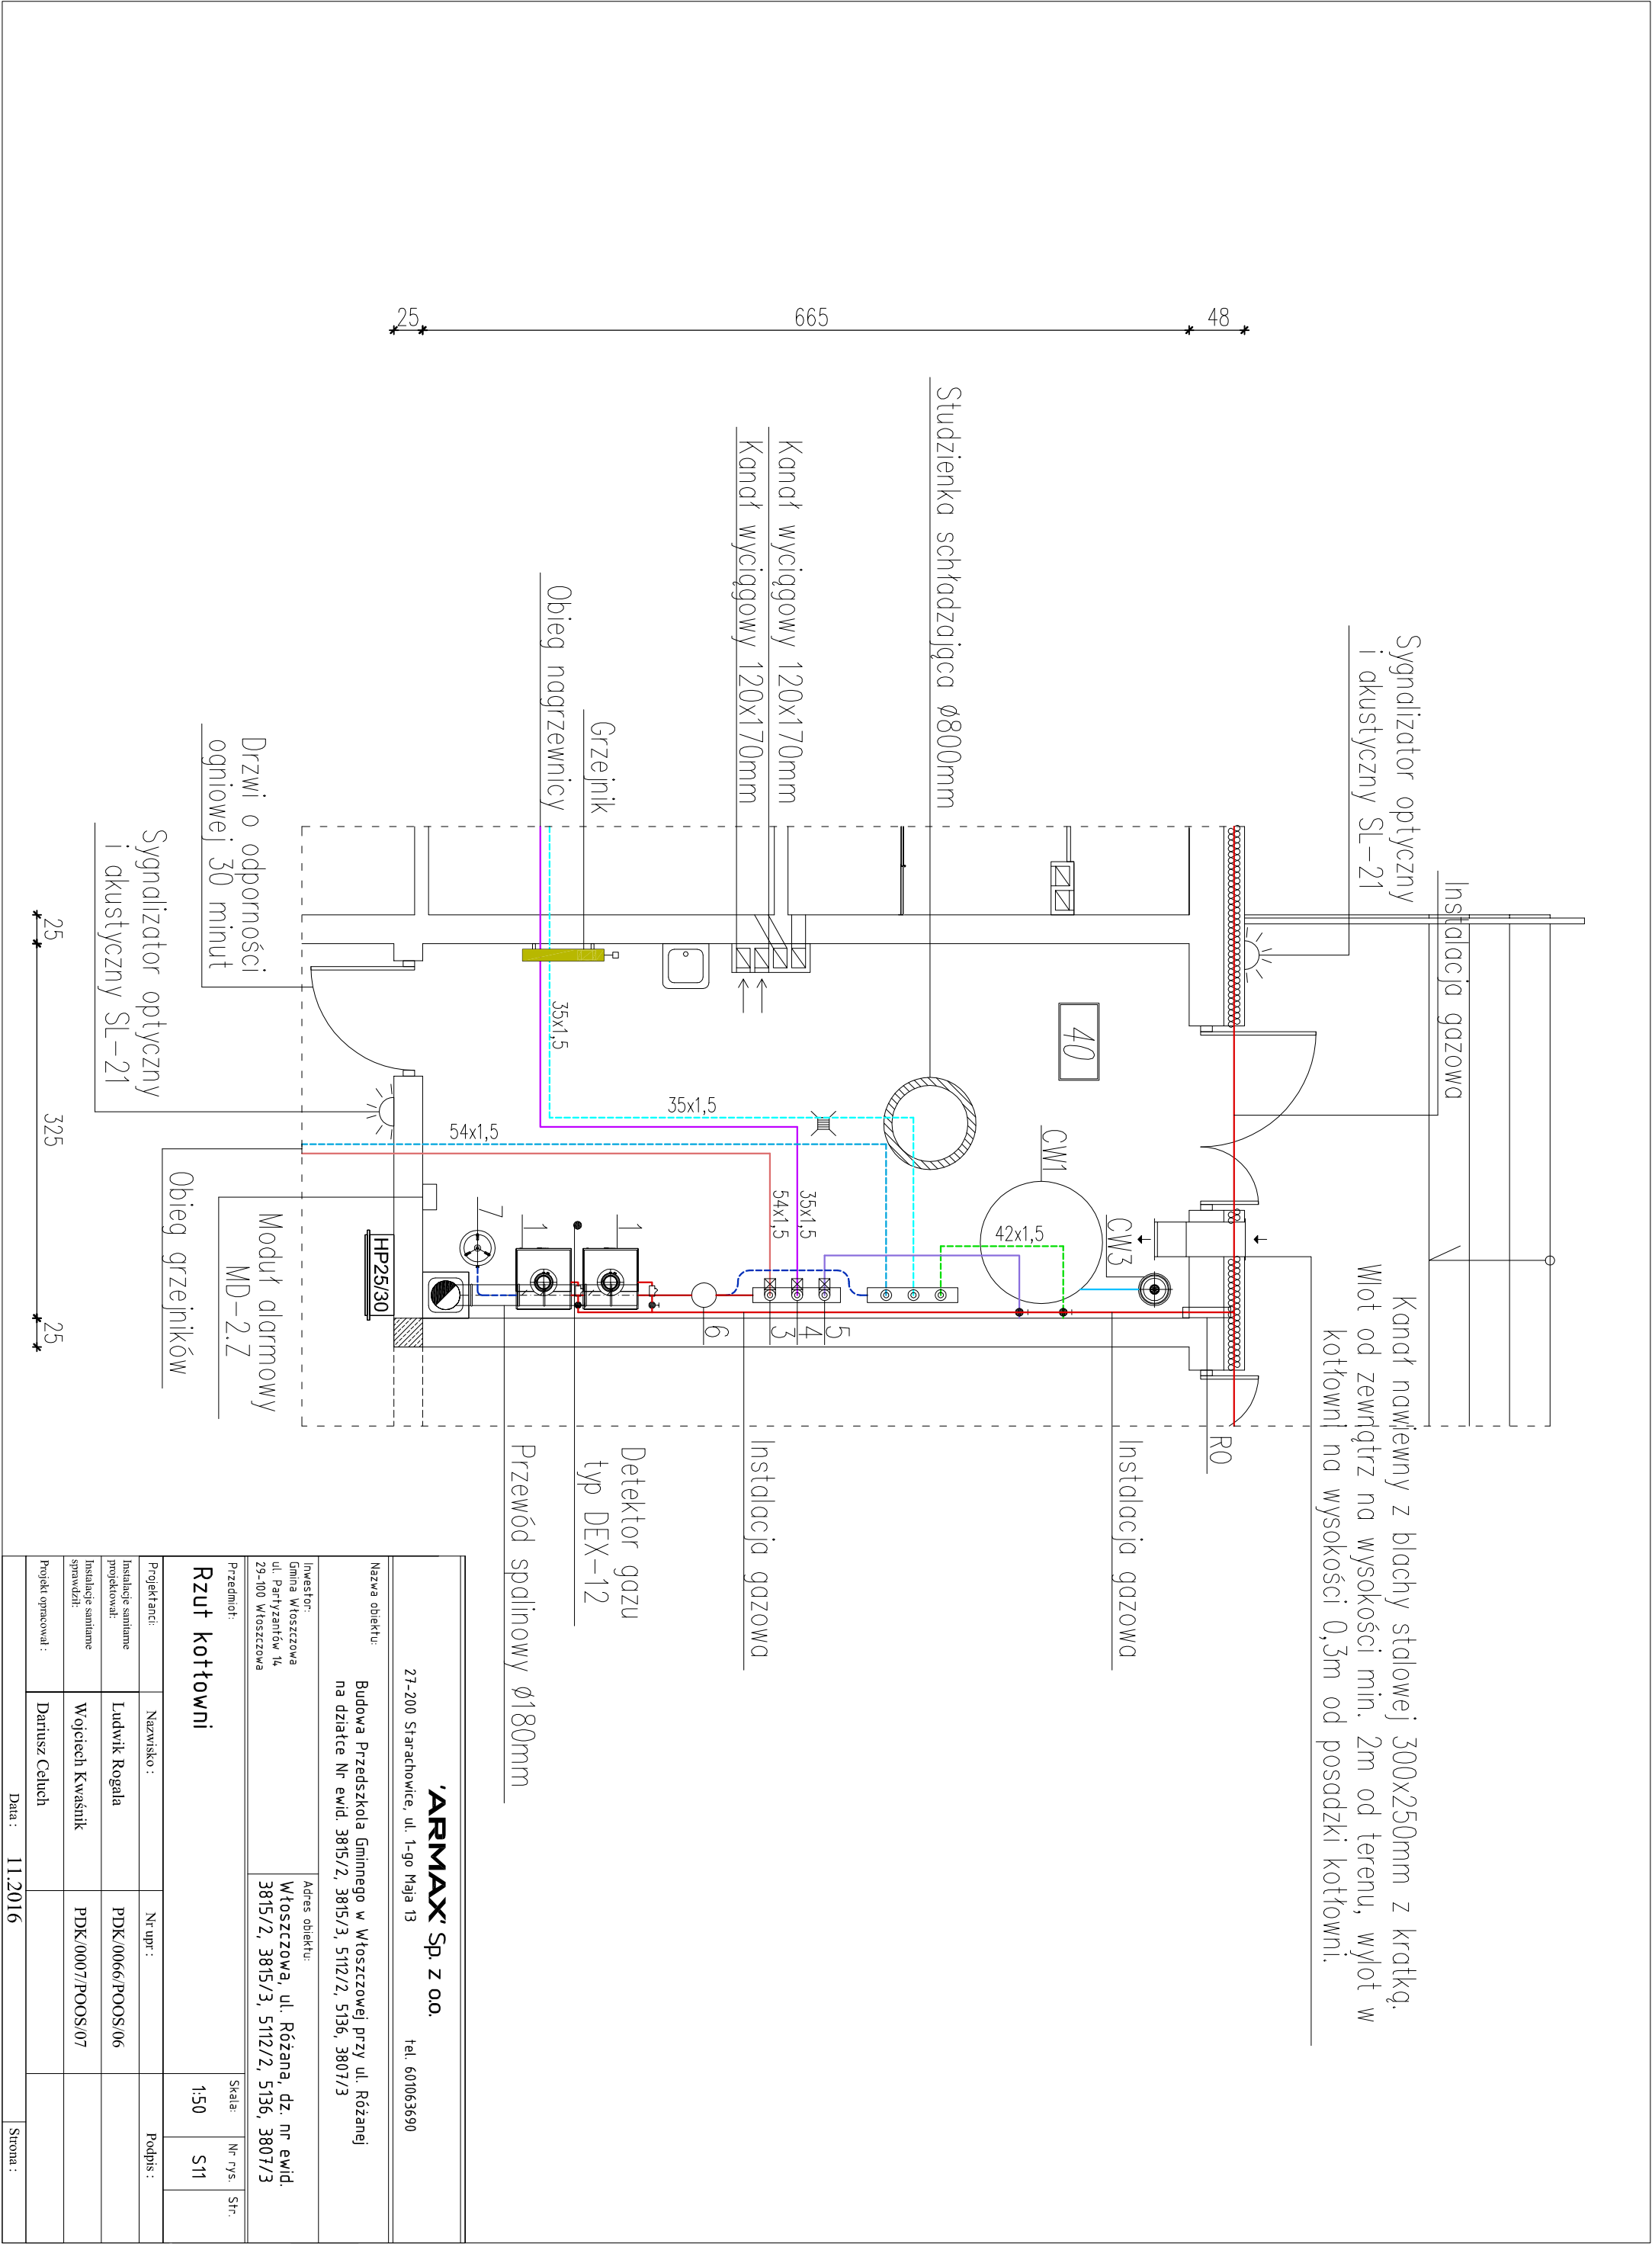 Instalacja gazowa
Sygnalizator optyczny
i akustyczny SL-21
Kanał nawiewny z blachy stalowej 300x250mm z kratką.
Wlot od zewnątrz na wysokości min. 2m od terenu, wylot w
kotłowni na wysokości 0,3m od posadzki kotłowni.
48
665
25
Studzienka schładzająca Ø800mm
Kanał wyciągowy 120x170mm
Kanał wyciągowy 120x170mm
Grzejnik
Obieg nagrzewnicy
Drzwi o odporności
ogniowej 30 minut
Sygnalizator optyczny
i akustyczny SL-21
40
CW1
CW3
42x1,5
35x1,5
35x1,5
54x1,5
35x1,5
54x1,5
5
4
3
6
1
1
7
HP25/30
R0
Instalacja gazowa
Instalacja gazowa
Detektor gazu
typ DEX-12
Przewód spalinowy Ø180mm
Moduł alarmowy
MD-2.Z
Obieg grzejników
25
325
25
'ARMAX' Sp. z o.o.
27-200 Starachowice, ul. 1-go Maja 13 tel. 601063690
Nazwa obiektu:
Budowa Przedszkola Gminnego w Włoszczowej przy ul. Różanej
na działce Nr ewid. 3815/2, 3815/3, 5112/2, 5136, 3807/3
Inwestor:
Gmina Włoszczowa
ul. Partyzantów 14
29-100 Włoszczowa
Adres obiektu:
Włoszczowa, ul. Różana, dz. nr ewid.
3815/2, 3815/3, 5112/2, 5136, 3807/3
Przedmiot:
Rzut kotłowni
Skala:
1:50
Nr rys.
S11
Str.
Projektanci: Nazwisko : Nr upr : Podpis :
Instalacje sanitarne
projektował:
Ludwik Rogala PDK/0066/POOS/06
Instalacje sanitarne
sprawdził:
Wojciech Kwaśnik PDK/0007/POOS/07
Projekt opracował : Dariusz Celuch
Data : 11.2016 Strona :